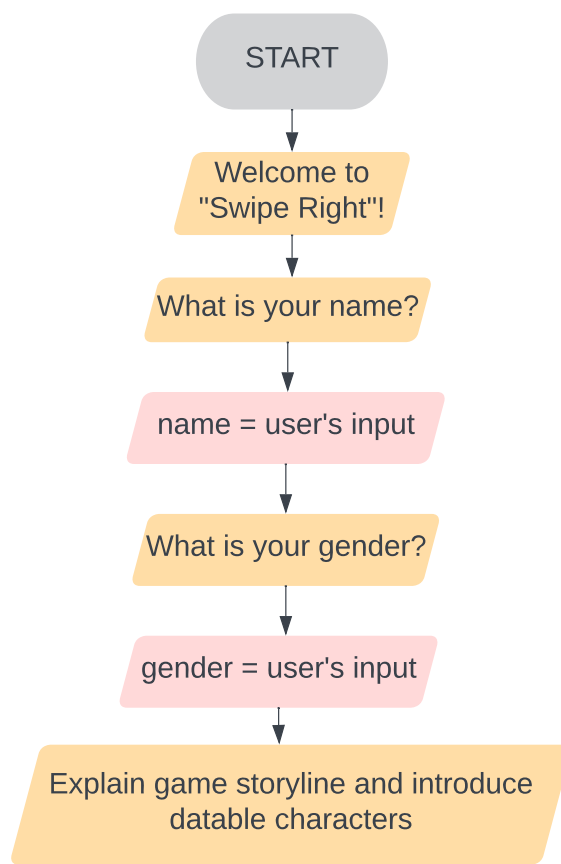 START
Welcome to
"Swipe Right"!
What is your name?
name = user's input
What is your gender?
gender = user's input
Explain game storyline and introduce
datable characters